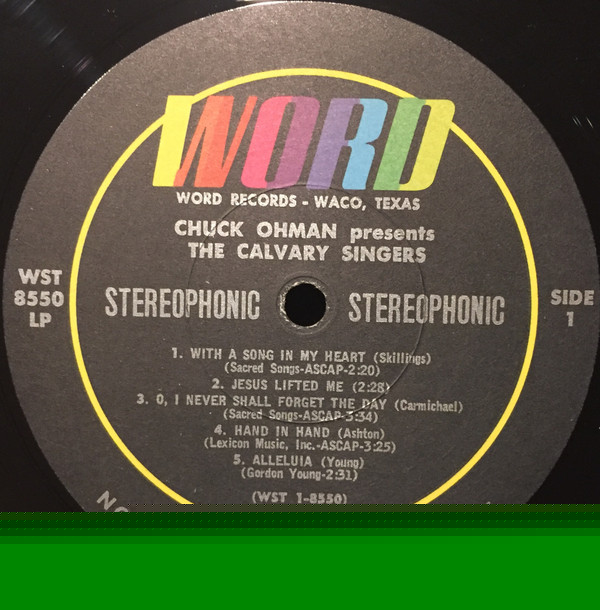 WORD
WORD RECORDS - WACO, TEXAS
CHUCK OHMAN presents
THE CALVARY SINGERS
WST
8550
LP
STEREOPHONIC STEREOPHONIC
SIDE
1
1. WITH A SONG IN MY HEART (Skillings)
(Sacred Songs-ASCAP-2:20)
2. JESUS LIFTED ME (2:28)
3. O, I NEVER SHALL FORGET THE DAY (Carmichael)
(Sacred Songs-ASCAP-3:34)
4. HAND IN HAND (Ashton)
(Lexicon Music, Inc.-ASCAP-3:25)
5. ALLELUIA (Young)
(Gordon Young-2:31)
(WST 1-8550)